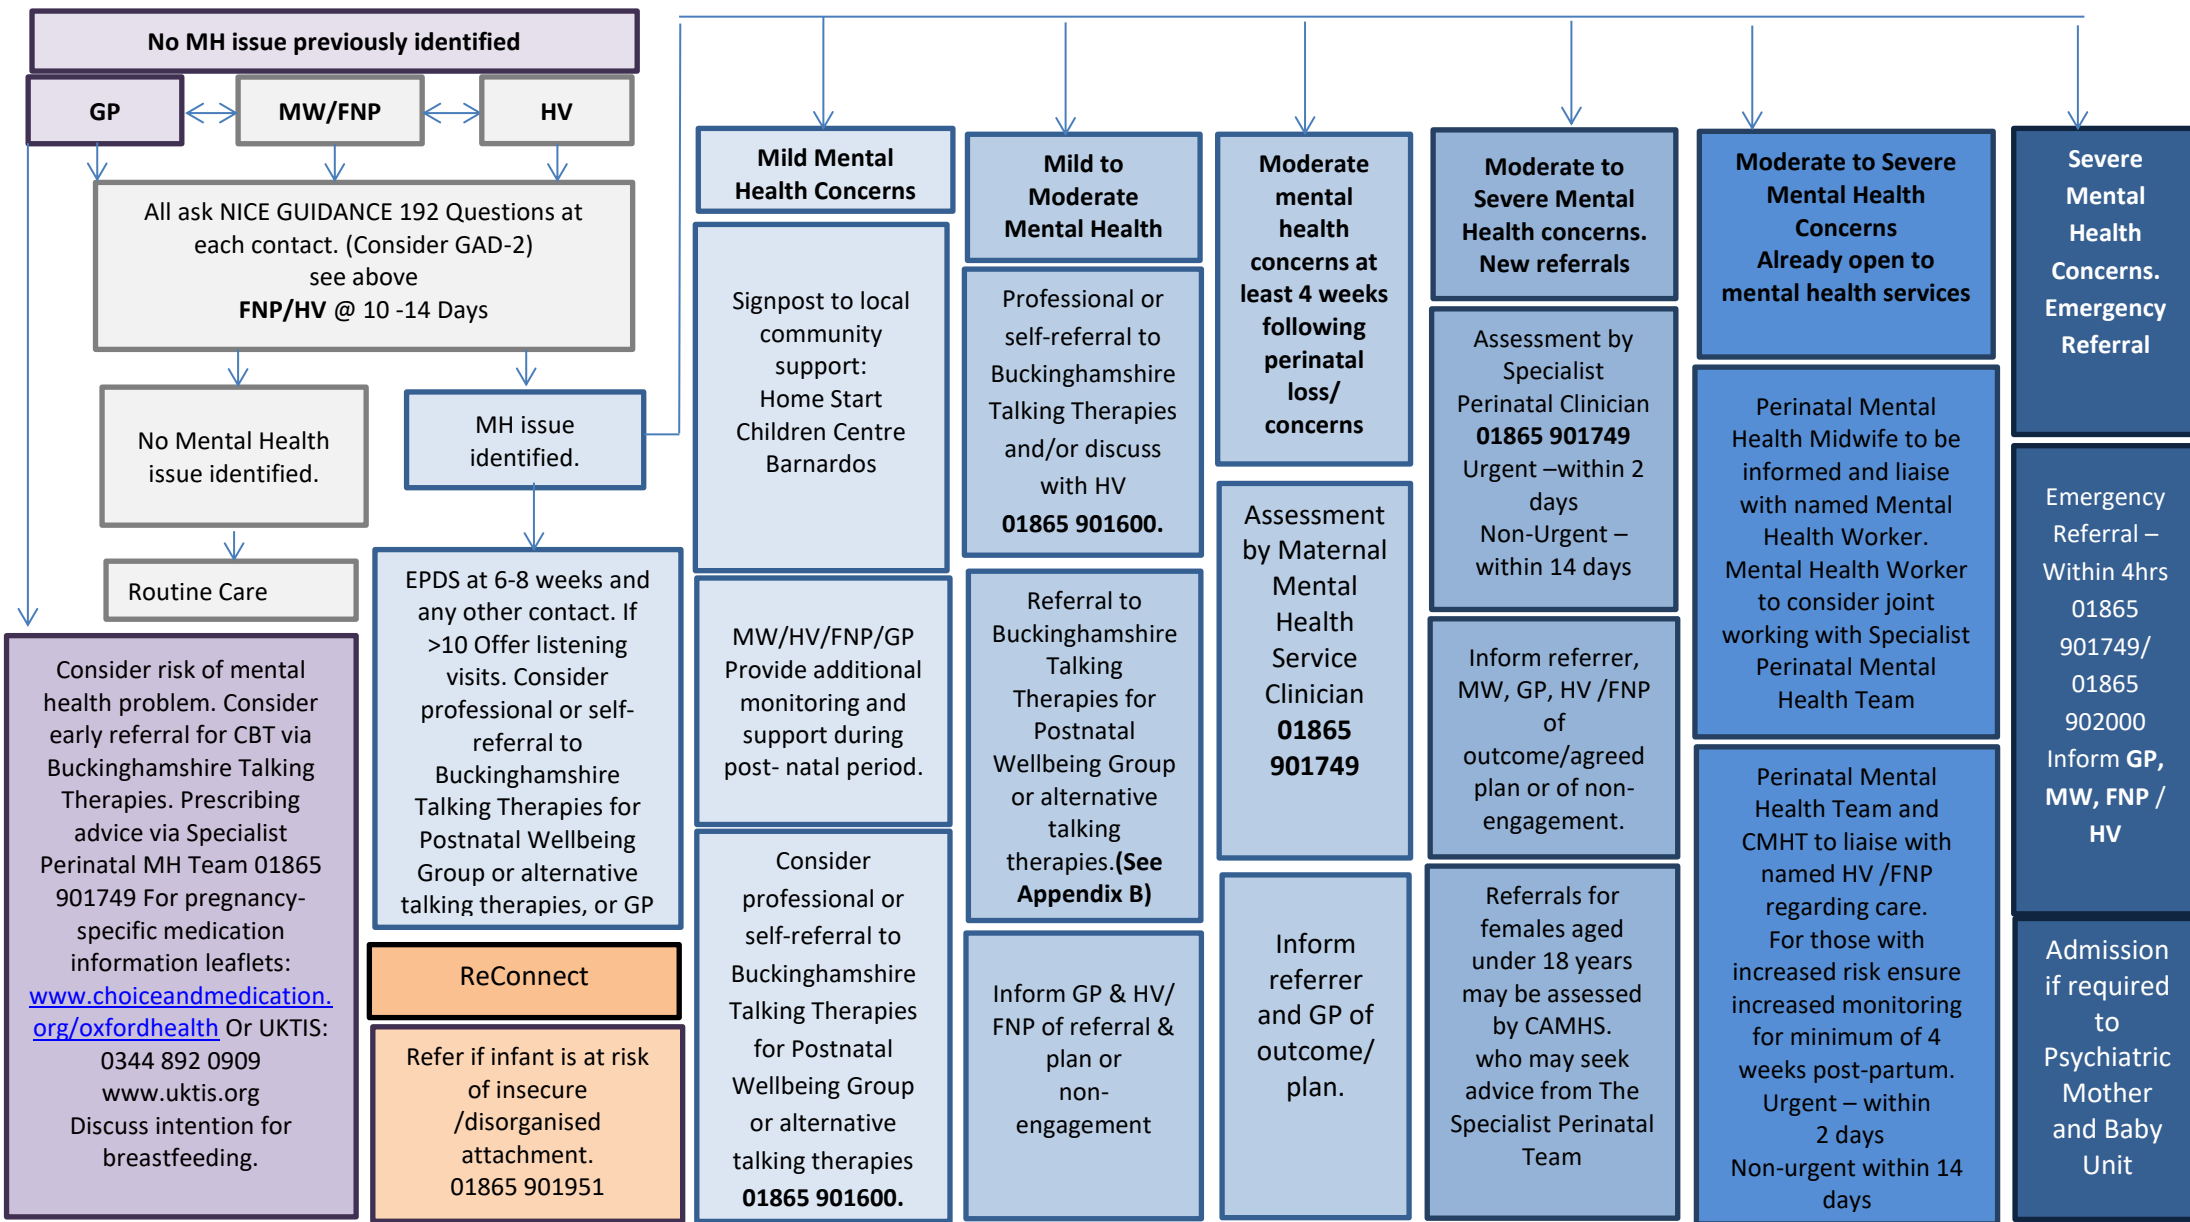 No MH issue previously identified
GP
MW/FNP
HV
All ask NICE GUIDANCE 192 Questions at
each contact. (Consider GAD-2)
see above
FNP/HV @ 10 -14 Days
No Mental Health
issue identified.
MH issue
identified.
Routine Care
Consider risk of mental
health problem. Consider
early referral for CBT via
Buckinghamshire Talking
Therapies. Prescribing
advice via Specialist
Perinatal MH Team 01865
901749 For pregnancy-
specific medication
information leaflets:
www.choiceandmedication.
org/oxfordhealth Or UKTIS:
0344 892 0909
www.uktis.org
Discuss intention for
breastfeeding.
EPDS at 6-8 weeks and
any other contact. If
>10 Offer listening
visits. Consider
professional or self-
referral to
Buckinghamshire
Talking Therapies for
Postnatal Wellbeing
Group or alternative
talking therapies, or GP
ReConnect
Refer if infant is at risk
of insecure
/disorganised
attachment.
01865 901951
Mild Mental
Health Concerns
Signpost to local
community
support:
Home Start
Children Centre
Barnardos
MW/HV/FNP/GP
Provide additional
monitoring and
support during
post- natal period.
Consider
professional or
self-referral to
Buckinghamshire
Talking Therapies
for Postnatal
Wellbeing Group
or alternative
talking therapies
01865 901600.
Mild to
Moderate
Mental Health
Professional or
self-referral to
Buckinghamshire
Talking Therapies
and/or discuss
with HV
01865 901600.
Referral to
Buckinghamshire
Talking
Therapies for
Postnatal
Wellbeing Group
or alternative
talking
therapies.(See
Appendix B)
Inform GP & HV/
FNP of referral &
plan or
non-
engagement
Moderate
mental
health
concerns at
least 4 weeks
following
perinatal
loss/
concerns
Assessment
by Maternal
Mental
Health
Service
Clinician
01865
901749
Inform
referrer
and GP of
outcome/
plan.
Moderate to
Severe Mental
Health concerns.
New referrals
Assessment by
Specialist
Perinatal Clinician
01865 901749
Urgent –within 2
days
Non-Urgent –
within 14 days
Inform referrer,
MW, GP, HV /FNP
of
outcome/agreed
plan or of non-
engagement.
Referrals for
females aged
under 18 years
may be assessed
by CAMHS.
who may seek
advice from The
Specialist Perinatal
Team
Moderate to Severe
Mental Health
Concerns
Already open to
mental health services
Perinatal Mental
Health Midwife to be
informed and liaise
with named Mental
Health Worker.
Mental Health Worker
to consider joint
working with Specialist
Perinatal Mental
Health Team
Perinatal Mental
Health Team and
CMHT to liaise with
named HV /FNP
regarding care.
For those with
increased risk ensure
increased monitoring
for minimum of 4
weeks post-partum.
Urgent – within
2 days
Non-urgent within 14
days
Severe
Mental
Health
Concerns.
Emergency
Referral
Emergency
Referral –
Within 4hrs
01865
901749/
01865
902000
Inform GP,
MW, FNP /
HV
Admission
if required
to
Psychiatric
Mother
and Baby
Unit